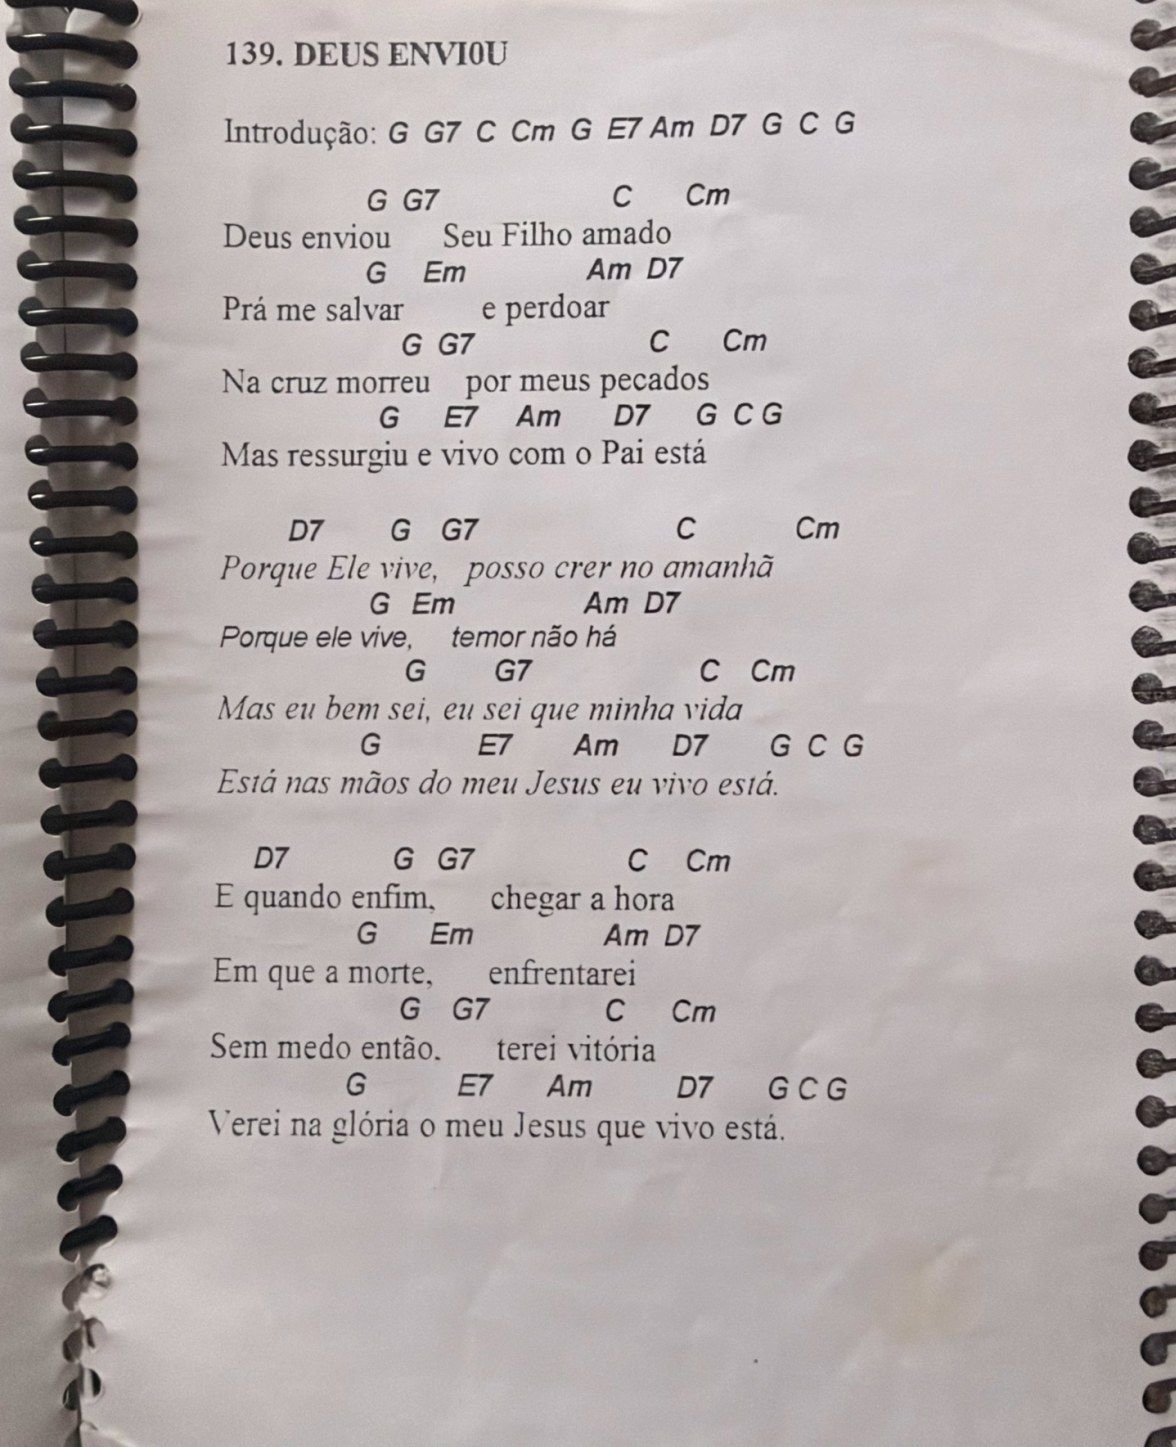 139. DEUS ENVI0U
Introdução: G G7 C Cm G E7 Am D7 G C G
G G7 C Cm
Deus enviou Seu Filho amado
G Em Am D7
Prá me salvar e perdoar
G G7 C Cm
Na cruz morreu por meus pecados
G E7 Am D7 G C G
Mas ressurgiu e vivo com o Pai está
D7 G G7 C Cm
Porque Ele vive, posso crer no amanhã
G Em Am D7
Porque ele vive, temor não há
G G7 C Cm
Mas eu bem sei, eu sei que minha vida
G E7 Am D7 G C G
Está nas mãos do meu Jesus eu vivo está.
D7 G G7 C Cm
E quando enfim, chegar a hora
G Em Am D7
Em que a morte, enfrentarei
G G7 C Cm
Sem medo então. terei vitória
G E7 Am D7 G C G
Verei na glória o meu Jesus que vivo está.